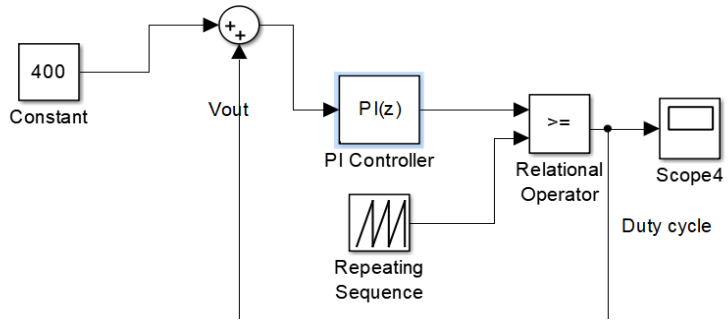 400
Constant
+
+
Vout
PI(z)
PI Controller
>=
Relational
Operator
Scope4
Duty cycle
Repeating
Sequence